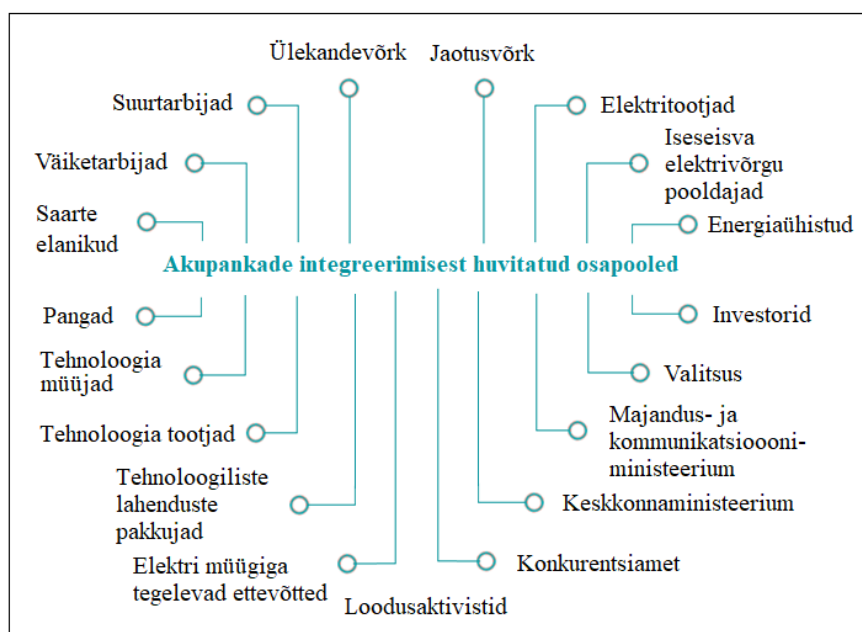 Ülekandevõrk
Jaotusvõrk
Suurtarbijad
Elektritootjad
Väiketarbijad
Iseseisva
elektrivõrgu
pooldajad
Saarte
elanikud
Energiaühistud
Akupankade integreerimisest huvitatud osapooled
Pangad
Investorid
Tehnoloogia
müüjad
Valitsus
Tehnoloogia tootjad
Majandus- ja
kommunikatsioooni-
ministeerium
Tehnoloogiliste
lahenduste
pakkujad
Keskkonnaministeerium
Elektri müügiga
tegelevad ettevõtted
Konkurentsiamet
Loodusaktivistid